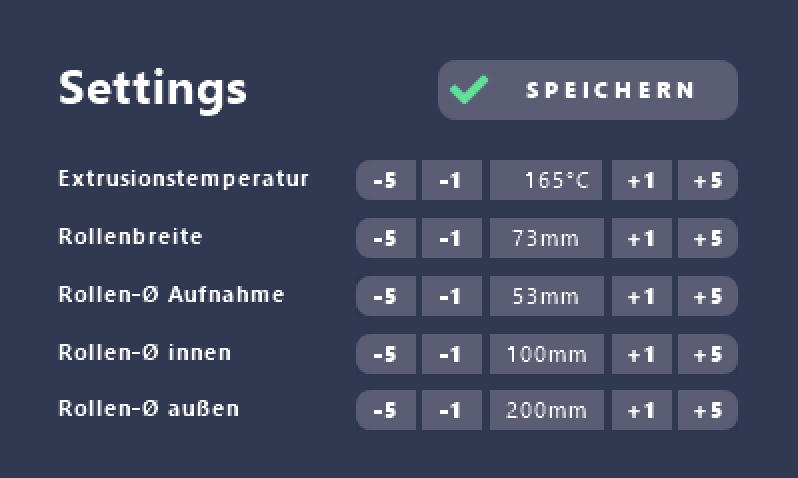 Settings
SPEICHERN
Extrusionstemperatur -5 -1 165°C +1 +5
Rollenbreite -5 -1 73mm +1 +5
Rollen-Ø Aufnahme -5 -1 53mm +1 +5
Rollen-Ø innen -5 -1 100mm +1 +5
Rollen-Ø außen -5 -1 200mm +1 +5